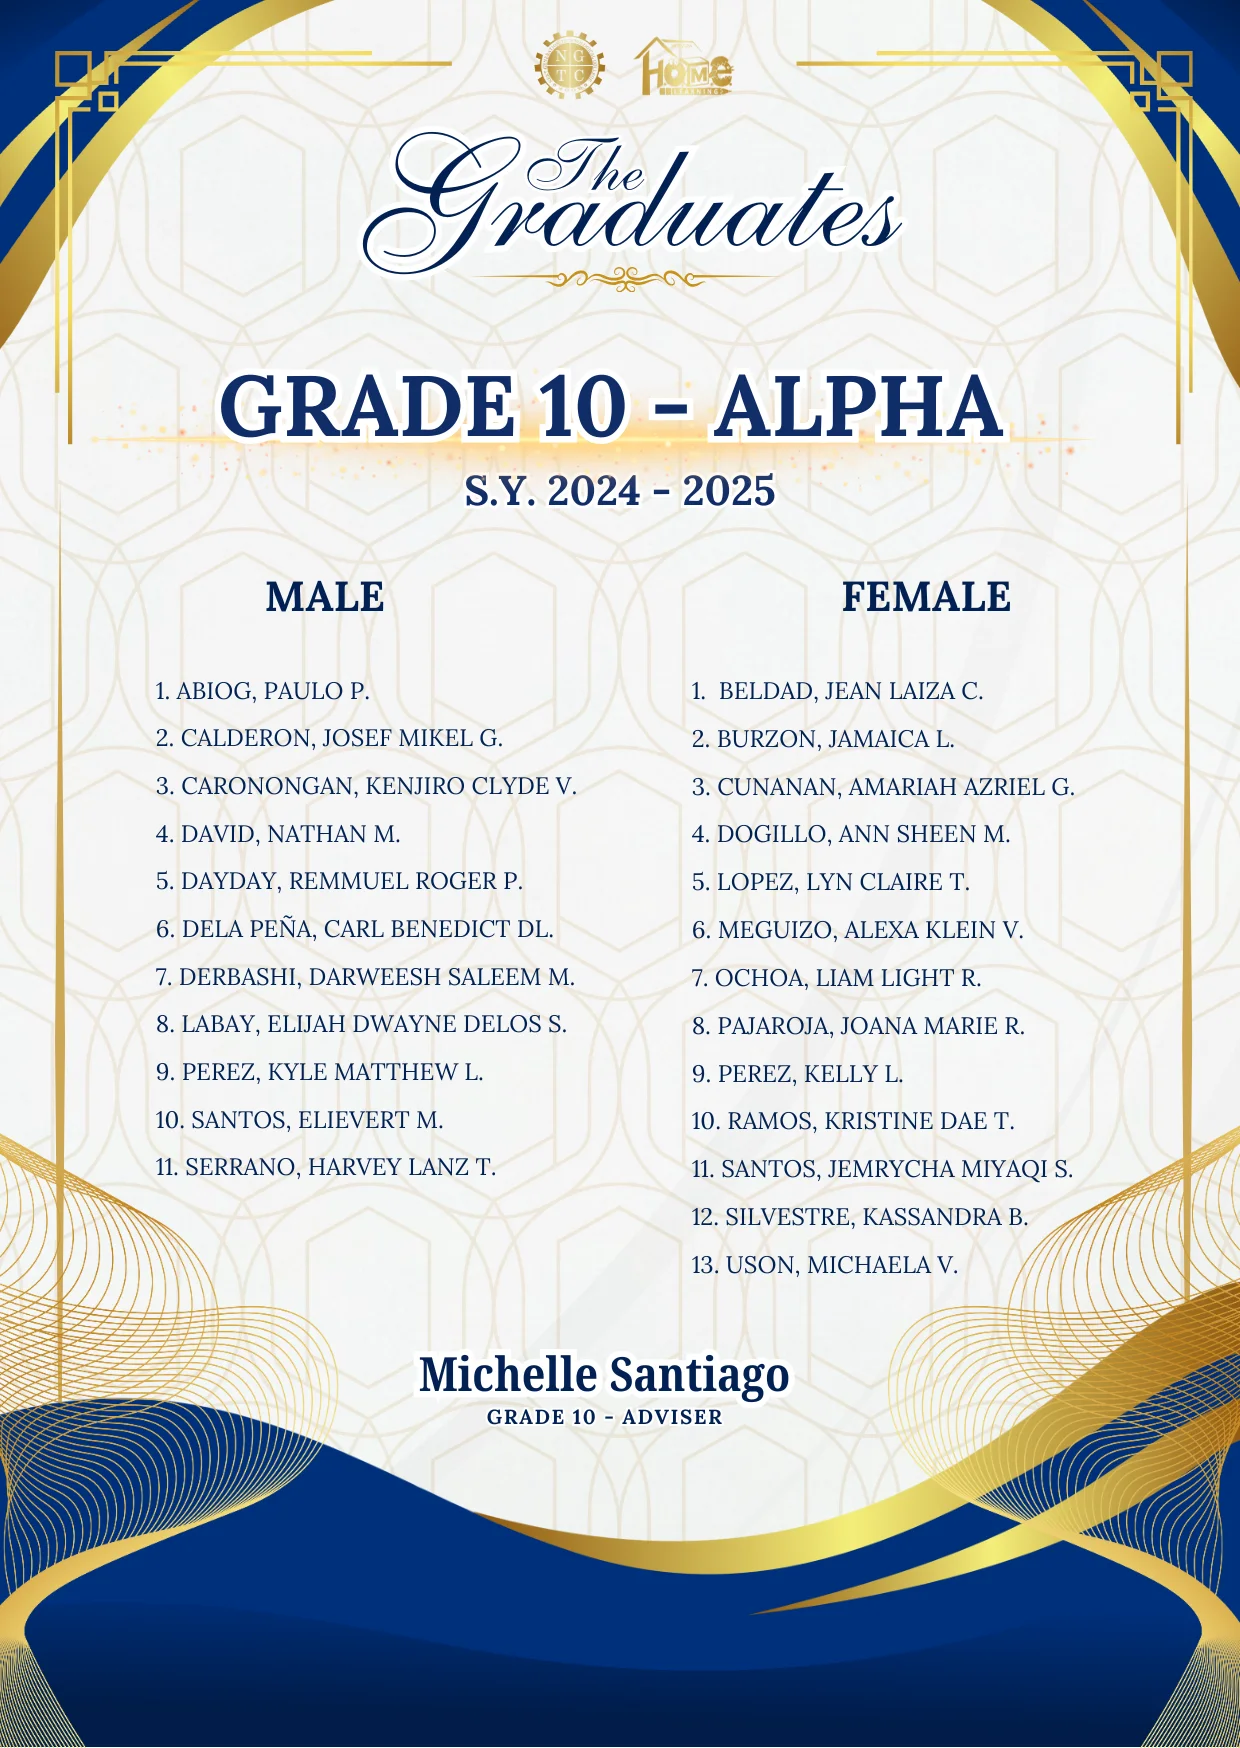 N G
T C
HOME
LEARNING
The
Graduates
GRADE 10 - ALPHA
S.Y. 2024 - 2025
MALE
1. ABIOG, PAULO P.
2. CALDERON, JOSEF MIKEL G.
3. CARONONGAN, KENJIRO CLYDE V.
4. DAVID, NATHAN M.
5. DAYDAY, REMMUEL ROGER P.
6. DELA PEÑA, CARL BENEDICT DL.
7. DERBASHI, DARWEESH SALEEM M.
8. LABAY, ELIJAH DWAYNE DELOS S.
9. PEREZ, KYLE MATTHEW L.
10. SANTOS, ELIEVERT M.
11. SERRANO, HARVEY LANZ T.
FEMALE
1. BELDAD, JEAN LAIZA C.
2. BURZON, JAMAICA L.
3. CUNANAN, AMARIAH AZRIEL G.
4. DOGILLO, ANN SHEEN M.
5. LOPEZ, LYN CLAIRE T.
6. MEGUIZO, ALEXA KLEIN V.
7. OCHOA, LIAM LIGHT R.
8. PAJAROJA, JOANA MARIE R.
9. PEREZ, KELLY L.
10. RAMOS, KRISTINE DAE T.
11. SANTOS, JEMRYCHA MIYAQI S.
12. SILVESTRE, KASSANDRA B.
13. USON, MICHAELA V.
Michelle Santiago
GRADE 10 - ADVISER